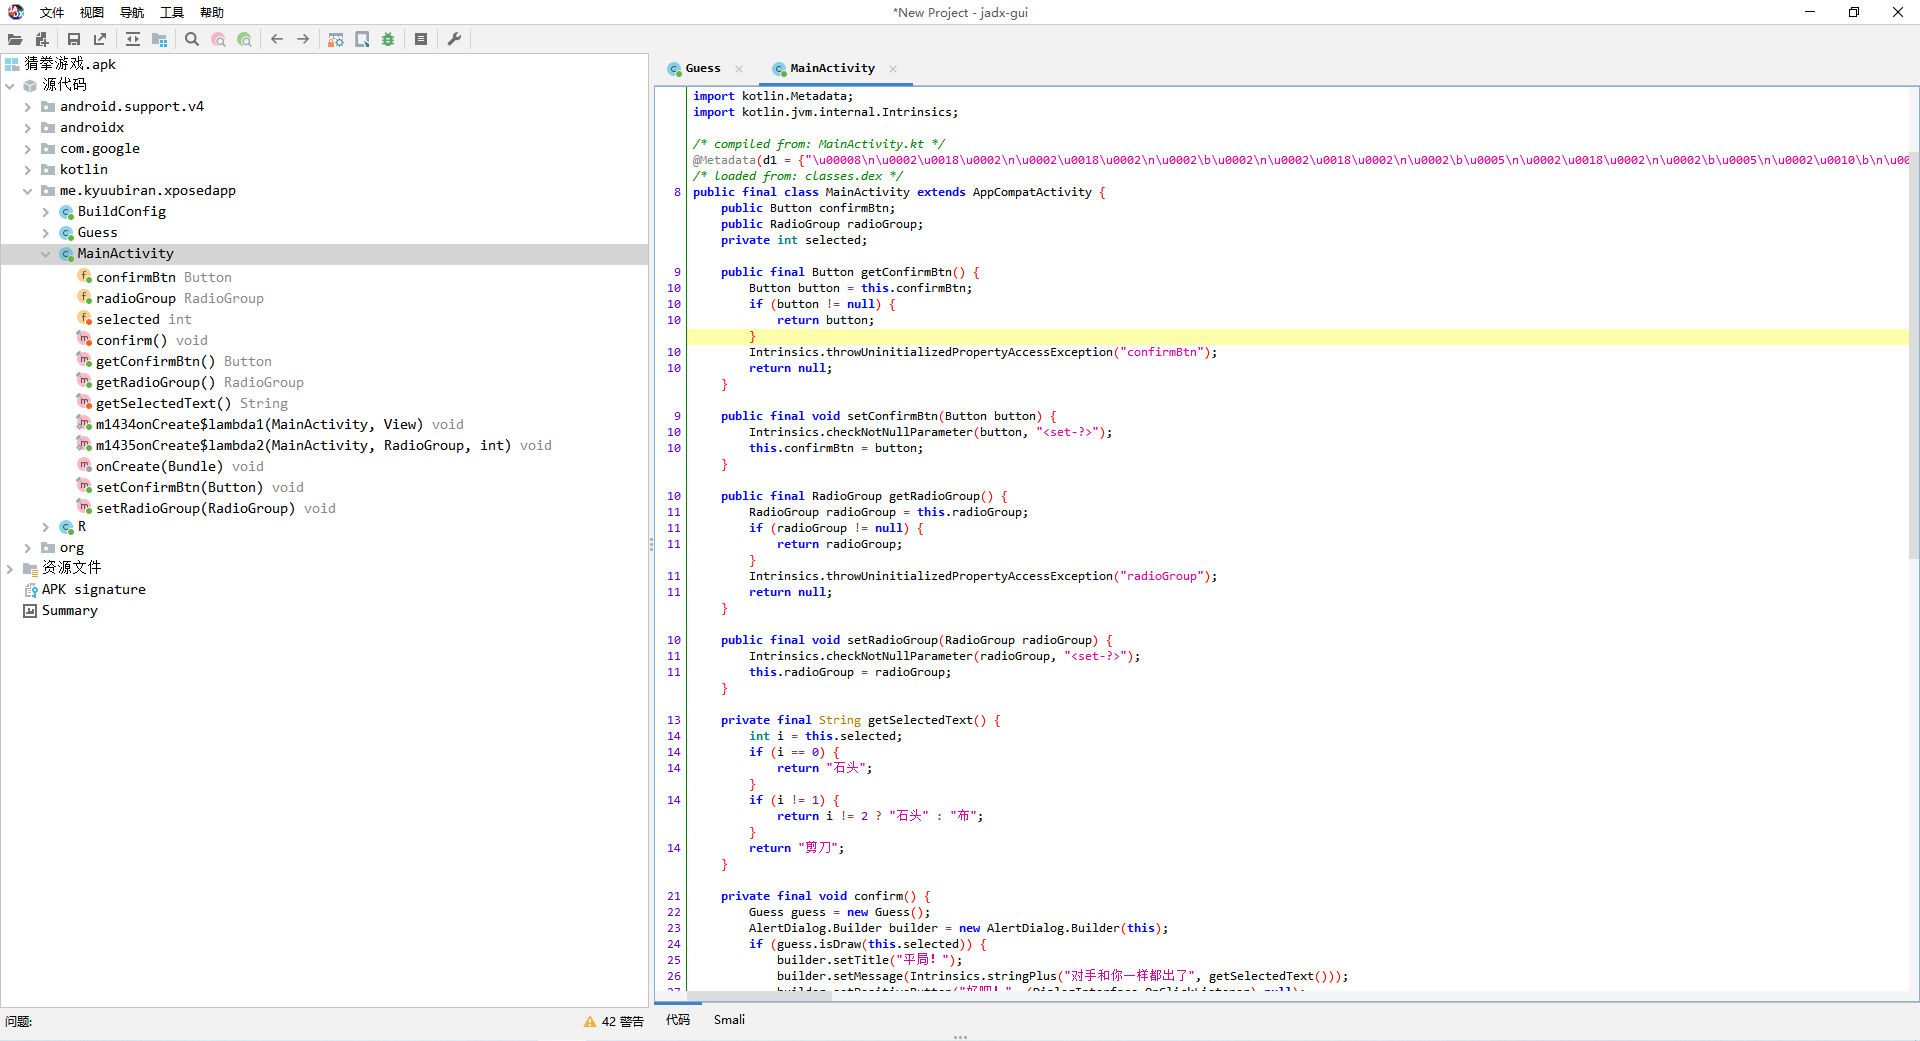 文件 视图 导航 工具 帮助
*New Project - jadx-gui
猜拳游戏.apk
源代码
android.support.v4
androidx
com.google
kotlin
me.kyuubiran.xposedapp
BuildConfig
Guess
MainActivity
confirmBtn Button
radioGroup RadioGroup
selected int
confirm() void
getConfirmBtn() Button
getRadioGroup() RadioGroup
getSelectedText() String
m1434onCreate$lambda1(MainActivity, View) void
m1435onCreate$lambda2(MainActivity, RadioGroup, int) void
onCreate(Bundle) void
setConfirmBtn(Button) void
setRadioGroup(RadioGroup) void
R
org
资源文件
APK signature
Summary
问题:
42 警告
Guess
MainActivity
import kotlin.Metadata;
import kotlin.jvm.internal.Intrinsics;
/* compiled from: MainActivity.kt */
@Metadata(d1 = {"\u00008\n\u0002\u0018\u0002\n\u0002\u0018\u0002\n\u0002\b\u0002\n\u0002\u0018\u0002\n\u0002\b\u0005\n\u0002\u0018\u0002\n\u0002\b\u0005\n\u0002\u0010\b\n\u00
/* loaded from: classes.dex */
8 public final class MainActivity extends AppCompatActivity {
public Button confirmBtn;
public RadioGroup radioGroup;
private int selected;
9 public final Button getConfirmBtn() {
10 Button button = this.confirmBtn;
10 if (button != null) {
10 return button;
}
10 Intrinsics.throwUninitializedPropertyAccessException("confirmBtn");
10 return null;
}
9 public final void setConfirmBtn(Button button) {
10 Intrinsics.checkNotNullParameter(button, "<set-?>");
10 this.confirmBtn = button;
}
10 public final RadioGroup getRadioGroup() {
11 RadioGroup radioGroup = this.radioGroup;
11 if (radioGroup != null) {
11 return radioGroup;
}
11 Intrinsics.throwUninitializedPropertyAccessException("radioGroup");
11 return null;
}
10 public final void setRadioGroup(RadioGroup radioGroup) {
11 Intrinsics.checkNotNullParameter(radioGroup, "<set-?>");
11 this.radioGroup = radioGroup;
}
13 private final String getSelectedText() {
14 int i = this.selected;
14 if (i == 0) {
14 return "石头";
}
14 if (i != 1) {
return i != 2 ? "石头" : "布";
}
14 return "剪刀";
}
21 private final void confirm() {
22 Guess guess = new Guess();
23 AlertDialog.Builder builder = new AlertDialog.Builder(this);
24 if (guess.isDraw(this.selected)) {
25 builder.setTitle("平局！");
26 builder.setMessage(Intrinsics.stringPlus("对手和你一样都出了", getSelectedText()));
27 builder.setPositiveButton("好吧！", (DialogInterface.OnClickListener) null);
代码 Smali